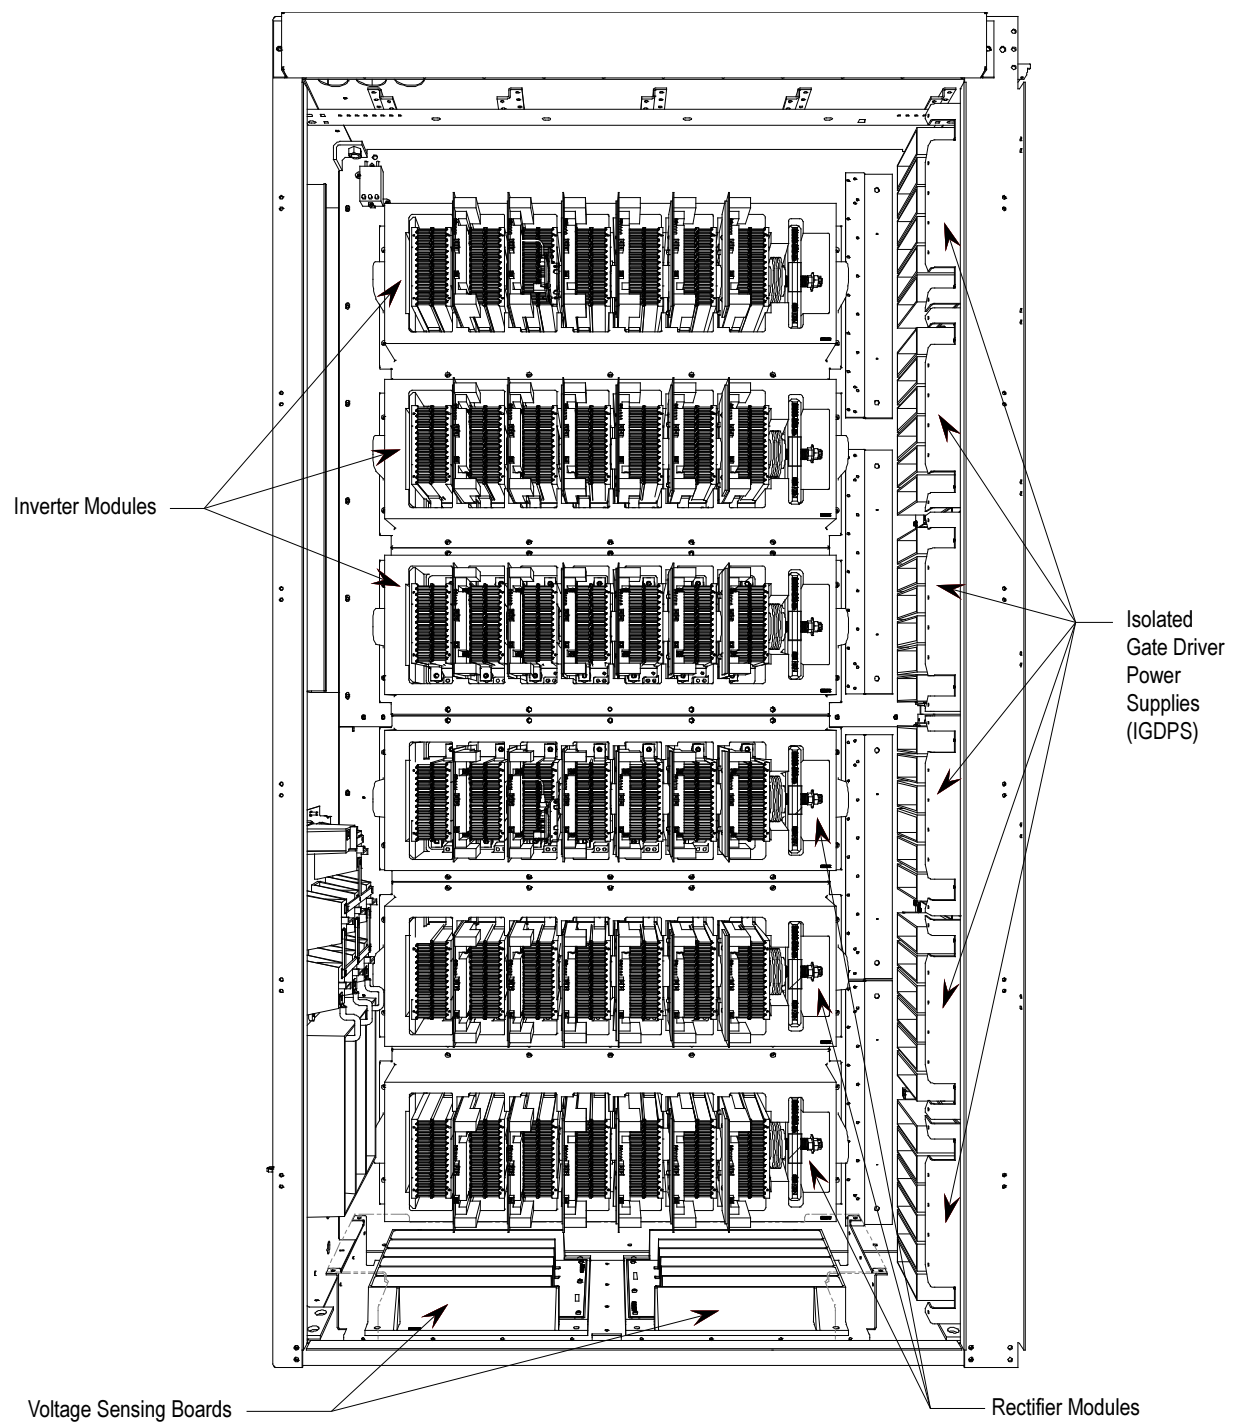 Inverter Modules
Isolated
Gate Driver
Power
Supplies
(IGDPS)
Voltage Sensing Boards
Rectifier Modules